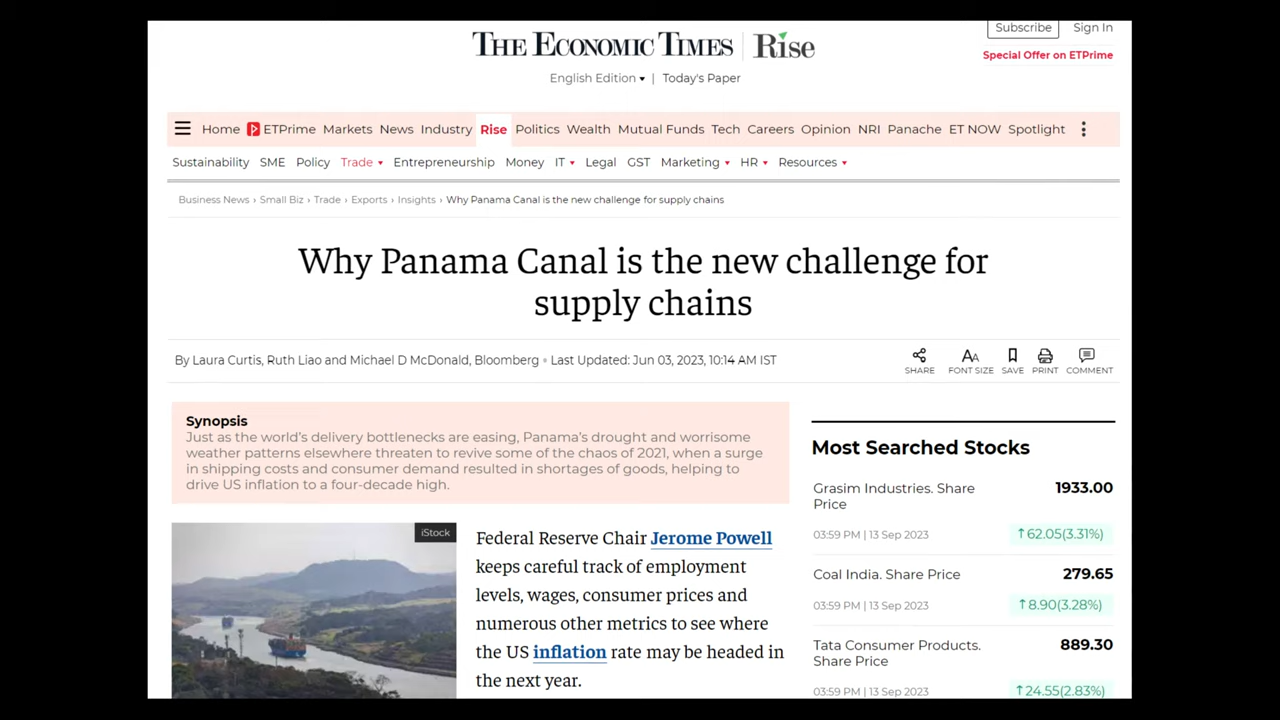 Subscribe Sign In
THE ECONOMIC TIMES | Rise
Special Offer on ETPrime
English Edition ▾ | Today's Paper
Home ETPrime Markets News Industry Rise Politics Wealth Mutual Funds Tech Careers Opinion NRI Panache ET NOW Spotlight
Sustainability SME Policy Trade ▾ Entrepreneurship Money IT ▾ Legal GST Marketing ▾ HR ▾ Resources ▾
Business News › Small Biz › Trade › Exports › Insights › Why Panama Canal is the new challenge for supply chains
Why Panama Canal is the new challenge for
supply chains
By Laura Curtis, Ruth Liao and Michael D McDonald, Bloomberg • Last Updated: Jun 03, 2023, 10:14 AM IST
SHARE FONT SIZE SAVE PRINT COMMENT
Synopsis
Just as the world's delivery bottlenecks are easing, Panama's drought and worrisome
weather patterns elsewhere threaten to revive some of the chaos of 2021, when a surge
in shipping costs and consumer demand resulted in shortages of goods, helping to
drive US inflation to a four-decade high.
iStock
Federal Reserve Chair Jerome Powell
keeps careful track of employment
levels, wages, consumer prices and
numerous other metrics to see where
the US inflation rate may be headed in
the next year.
Most Searched Stocks
Grasim Industries. Share 1933.00
Price
03:59 PM | 13 Sep 2023 ↑62.05(3.31%)
Coal India. Share Price 279.65
03:59 PM | 13 Sep 2023 ↑8.90(3.28%)
Tata Consumer Products. 889.30
Share Price
03:59 PM | 13 Sep 2023 ↑24.55(2.83%)